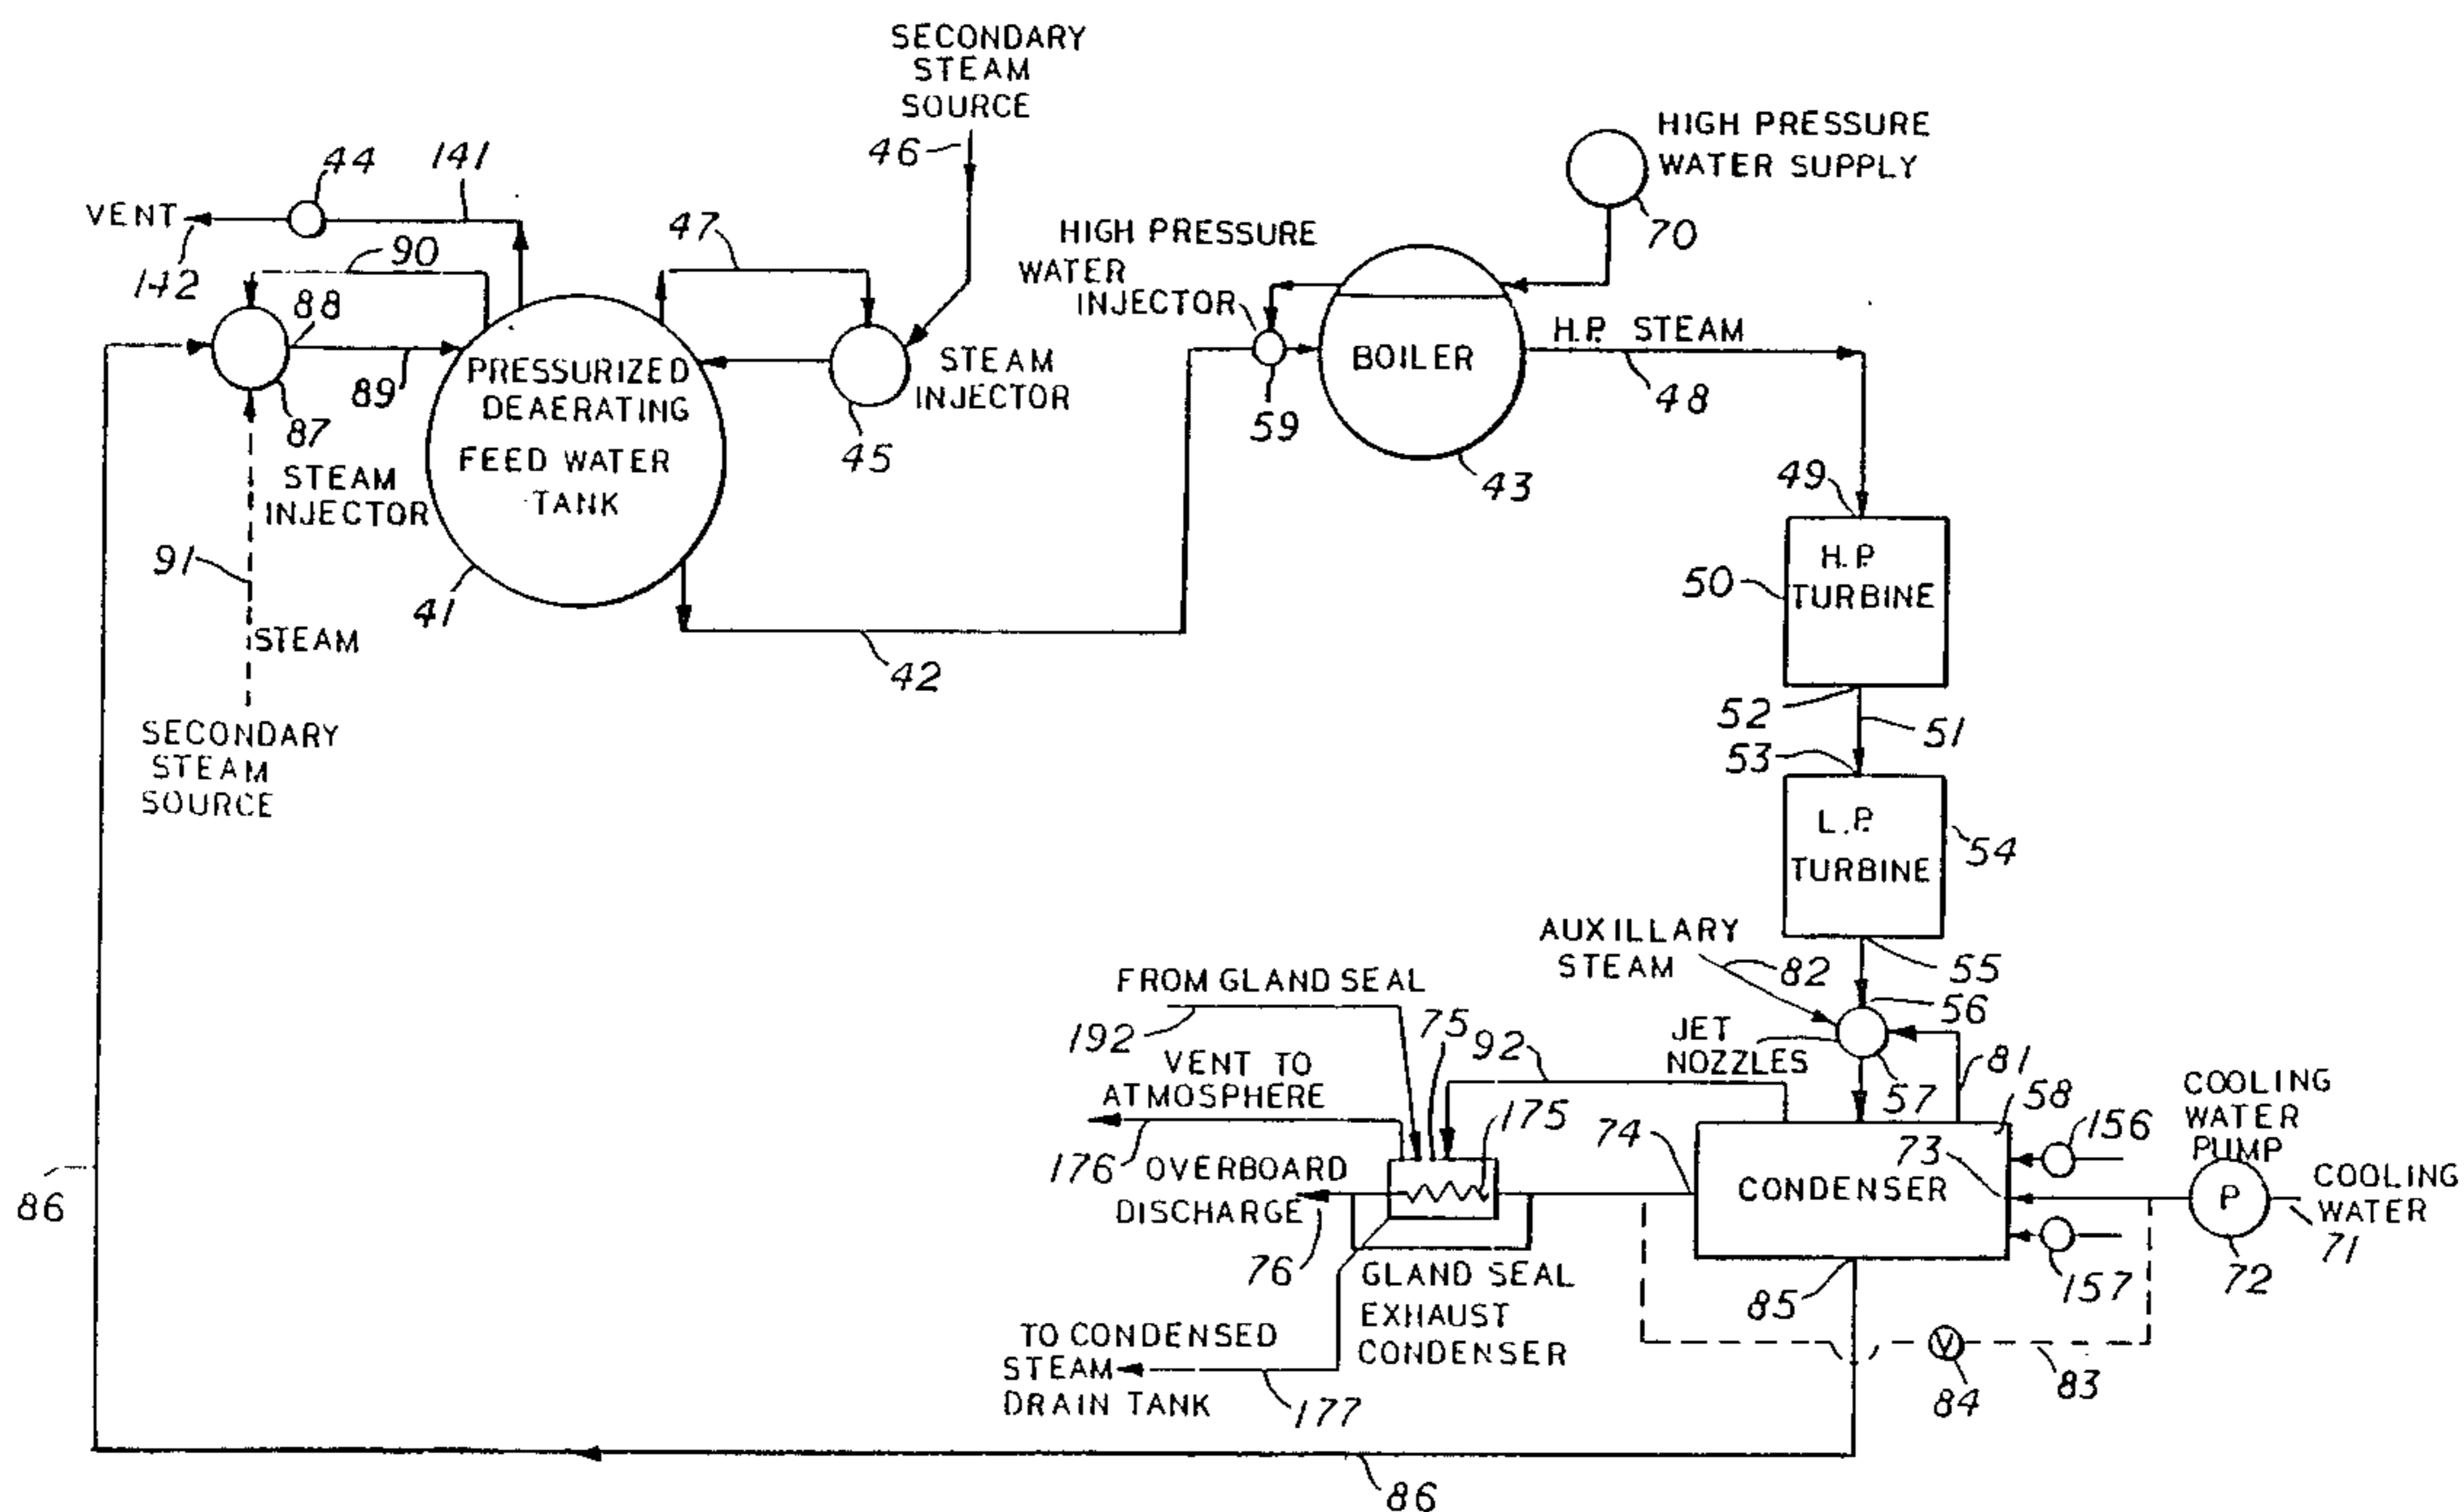 SECONDARY
STEAM
SOURCE
46
HIGH PRESSURE
WATER SUPPLY
70
44
141
VENT
142
90
88
89
87
STEAM
INJECTOR
91
STEAM
SECONDARY
STEAM
SOURCE
47
PRESSURIZED
DEAERATING
FEED WATER
TANK
41
STEAM
INJECTOR
45
42
HIGH PRESSURE
WATER
INJECTOR
59
BOILER
43
H.P. STEAM
48
49
H.P.
TURBINE
50
52
51
53
L.P.
TURBINE
54
AUXILLARY
STEAM
82
55
56
JET
NOZZLES
57
81
58
FROM GLAND SEAL
192
75
92
VENT TO
ATMOSPHERE
176
175
74
OVERBOARD
DISCHARGE
76
CONDENSER
73
156
COOLING
WATER
PUMP
P
72
COOLING
WATER
71
157
85
GLAND SEAL
EXHAUST
CONDENSER
TO CONDENSED
STEAM
DRAIN TANK
177
V
84
83
86
86